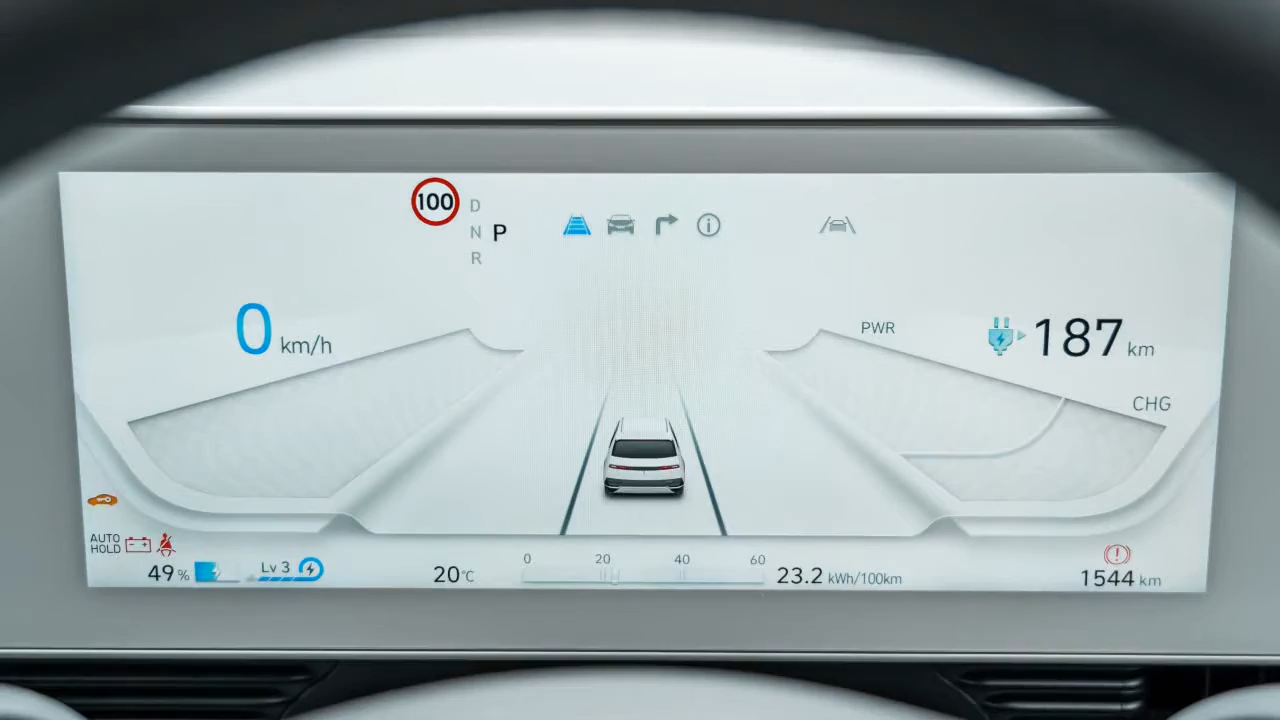 100
D
N P
R
0 km/h
PWR
187 km
CHG
AUTO
HOLD
49 %
Lv 3
20°C
0 20 40 60
23.2 kWh/100km
1544 km